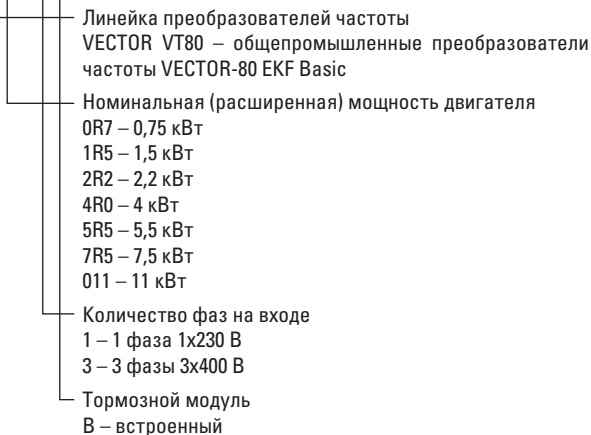 Линейка преобразователей частоты
VECTOR VT80 – общепромышленные преобразователи
частоты VECTOR-80 EKF Basic
Номинальная (расширенная) мощность двигателя
0R7 – 0,75 кВт
1R5 – 1,5 кВт
2R2 – 2,2 кВт
4R0 – 4 кВт
5R5 – 5,5 кВт
7R5 – 7,5 кВт
011 – 11 кВт
Количество фаз на входе
1 – 1 фаза 1х230 В
3 – 3 фазы 3х400 В
Тормозной модуль
В – встроенный